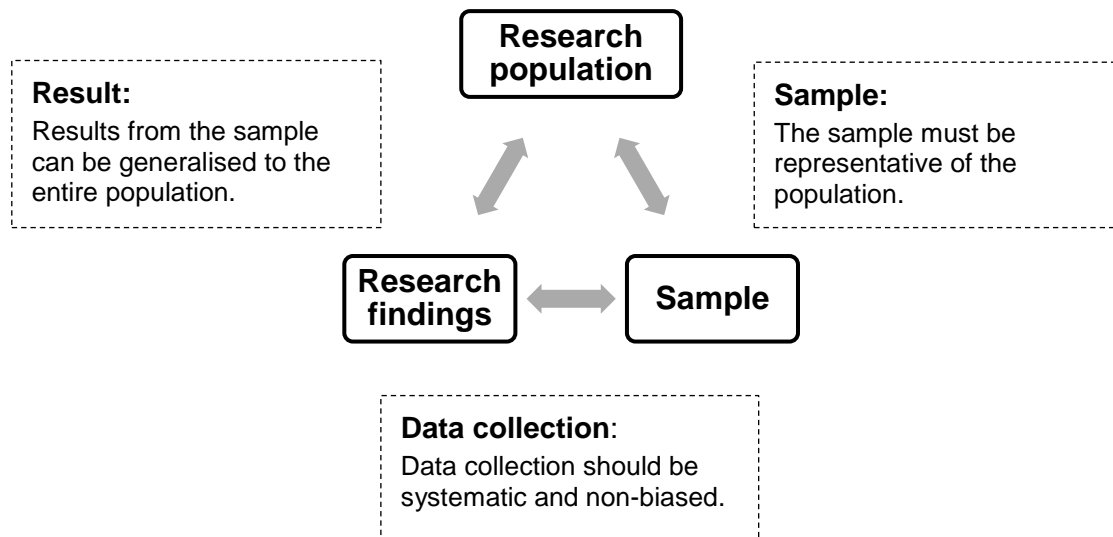 Research
population
Result:
Results from the sample
can be generalised to the
entire population.
Sample:
The sample must be
representative of the
population.
Research
findings
Sample
Data collection:
Data collection should be
systematic and non-biased.